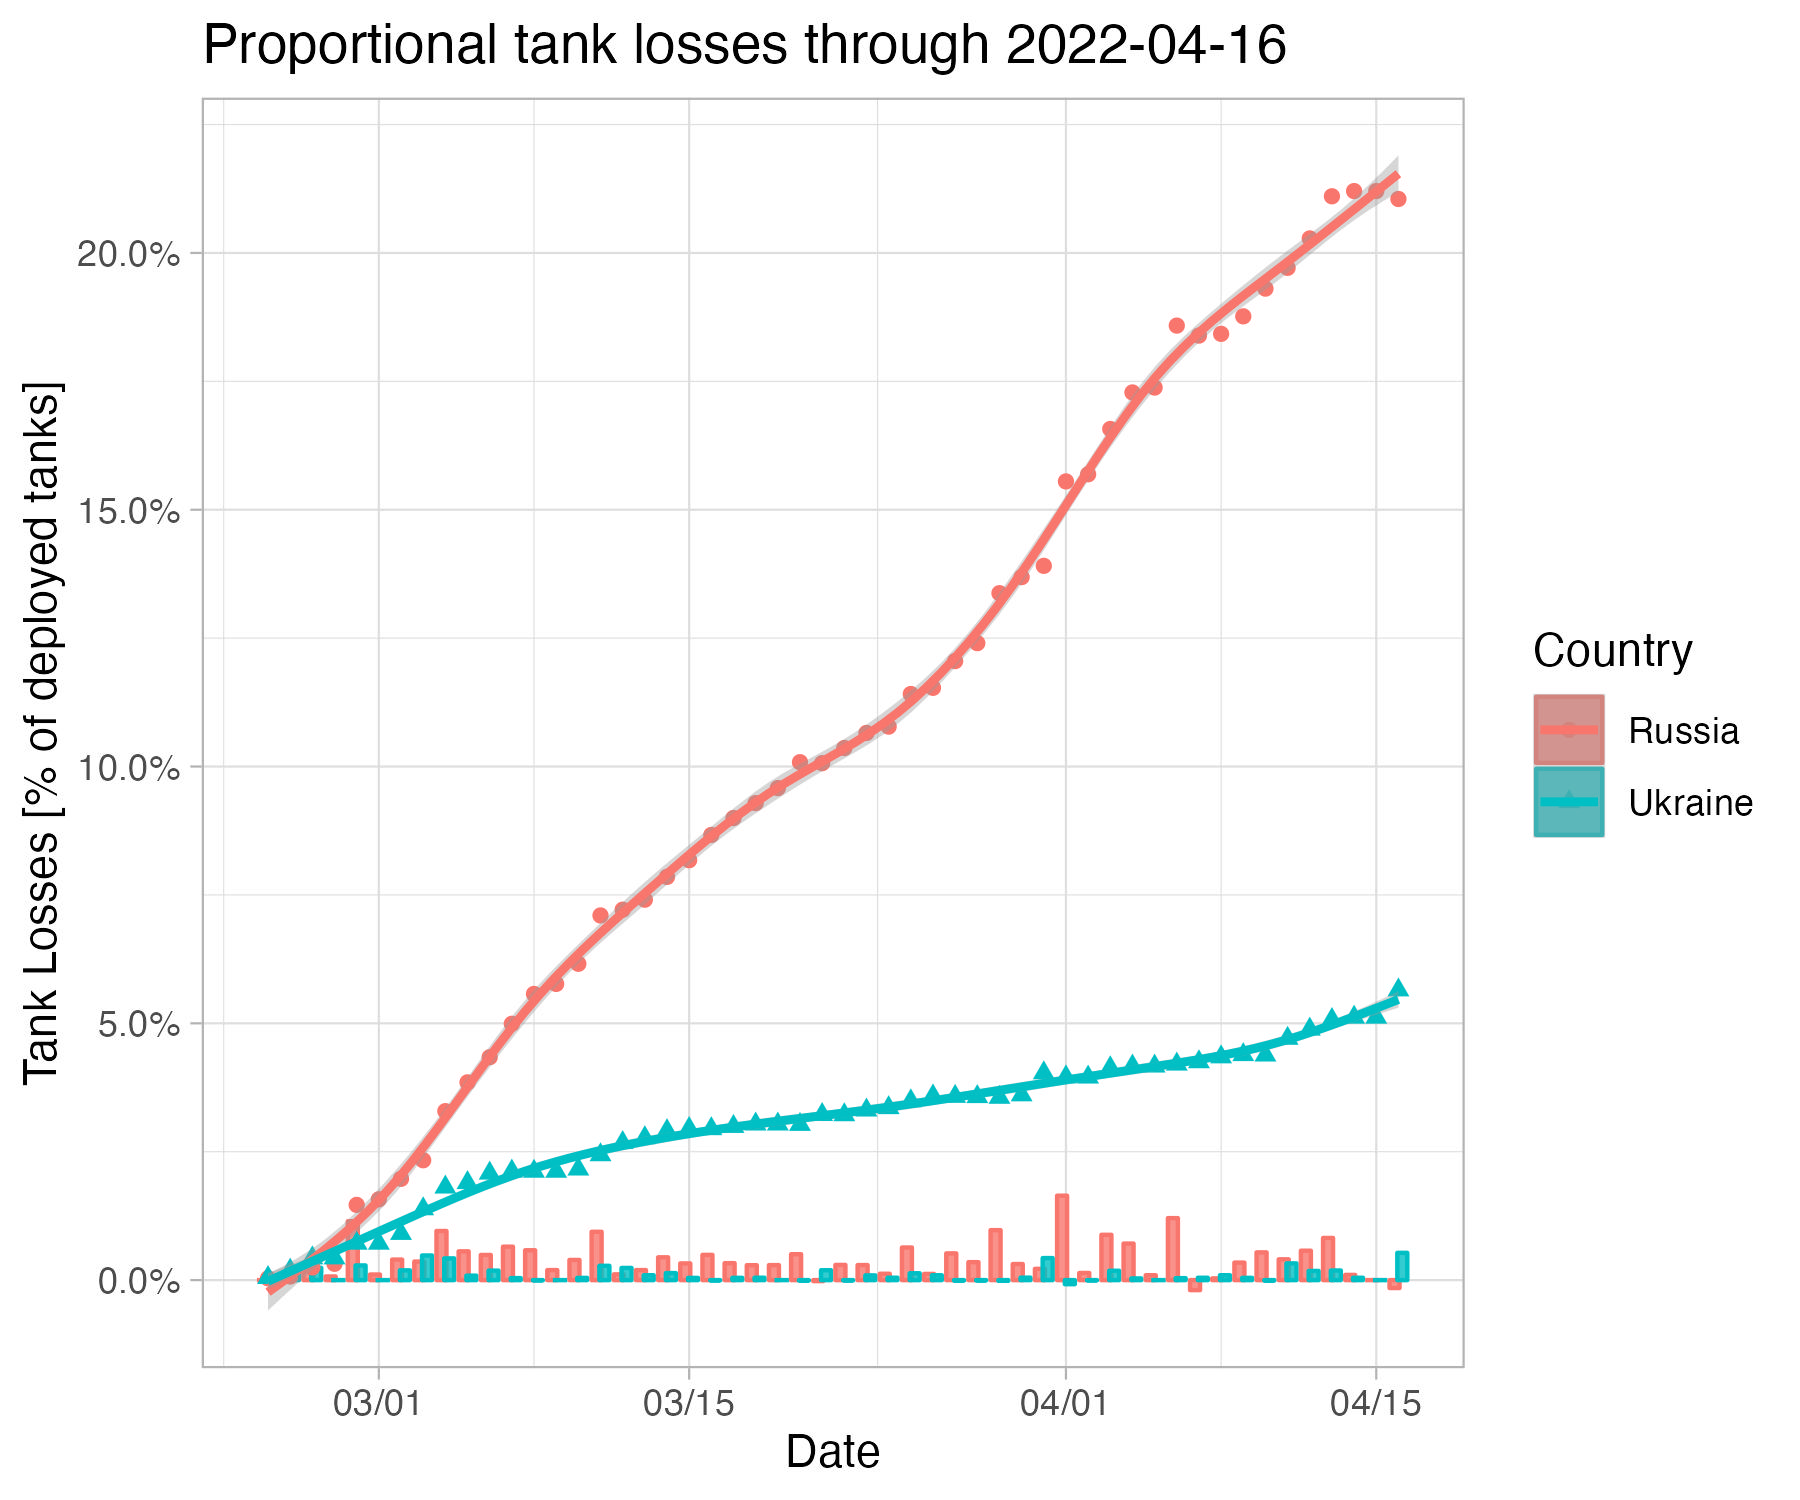 Proportional tank losses through 2022-04-16
Tank Losses [% of deployed tanks]
20.0%
15.0%
10.0%
5.0%
0.0%
03/01
03/15
04/01
04/15
Date
Country
Russia
Ukraine